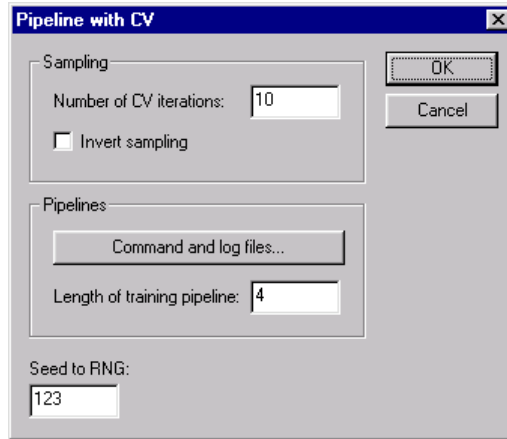 Pipeline with CV
Sampling
Number of CV iterations: 10
Invert sampling
Pipelines
Command and log files...
Length of training pipeline: 4
Seed to RNG:
123
OK
Cancel